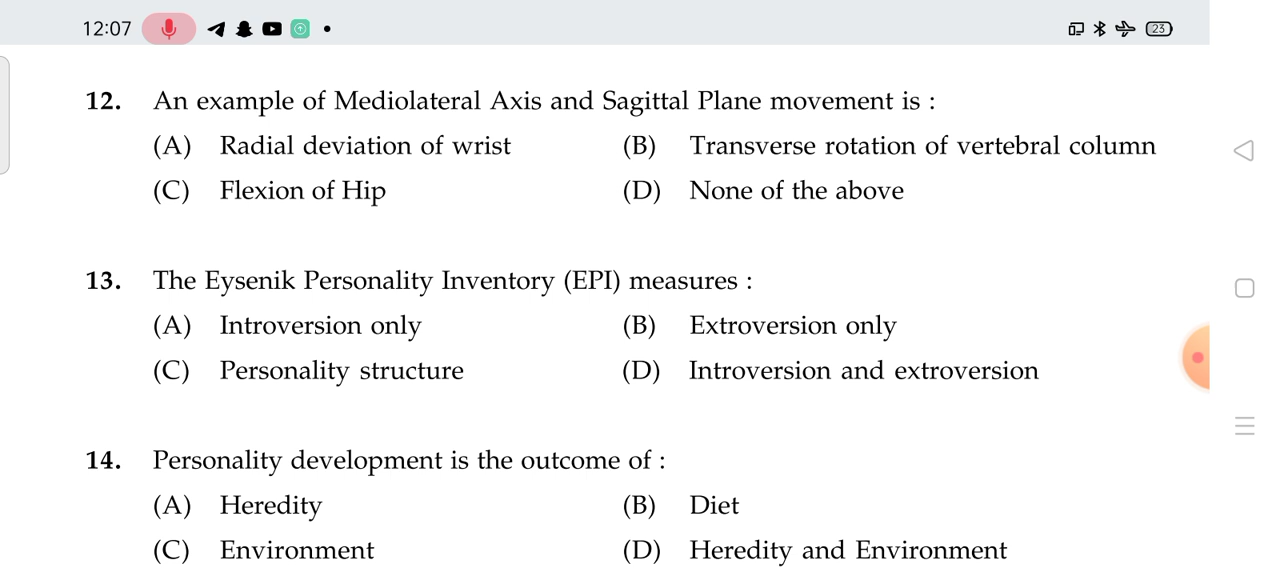 12:07
23
12. An example of Mediolateral Axis and Sagittal Plane movement is :
(A) Radial deviation of wrist (B) Transverse rotation of vertebral column
(C) Flexion of Hip (D) None of the above
13. The Eysenik Personality Inventory (EPI) measures :
(A) Introversion only (B) Extroversion only
(C) Personality structure (D) Introversion and extroversion
14. Personality development is the outcome of :
(A) Heredity (B) Diet
(C) Environment (D) Heredity and Environment